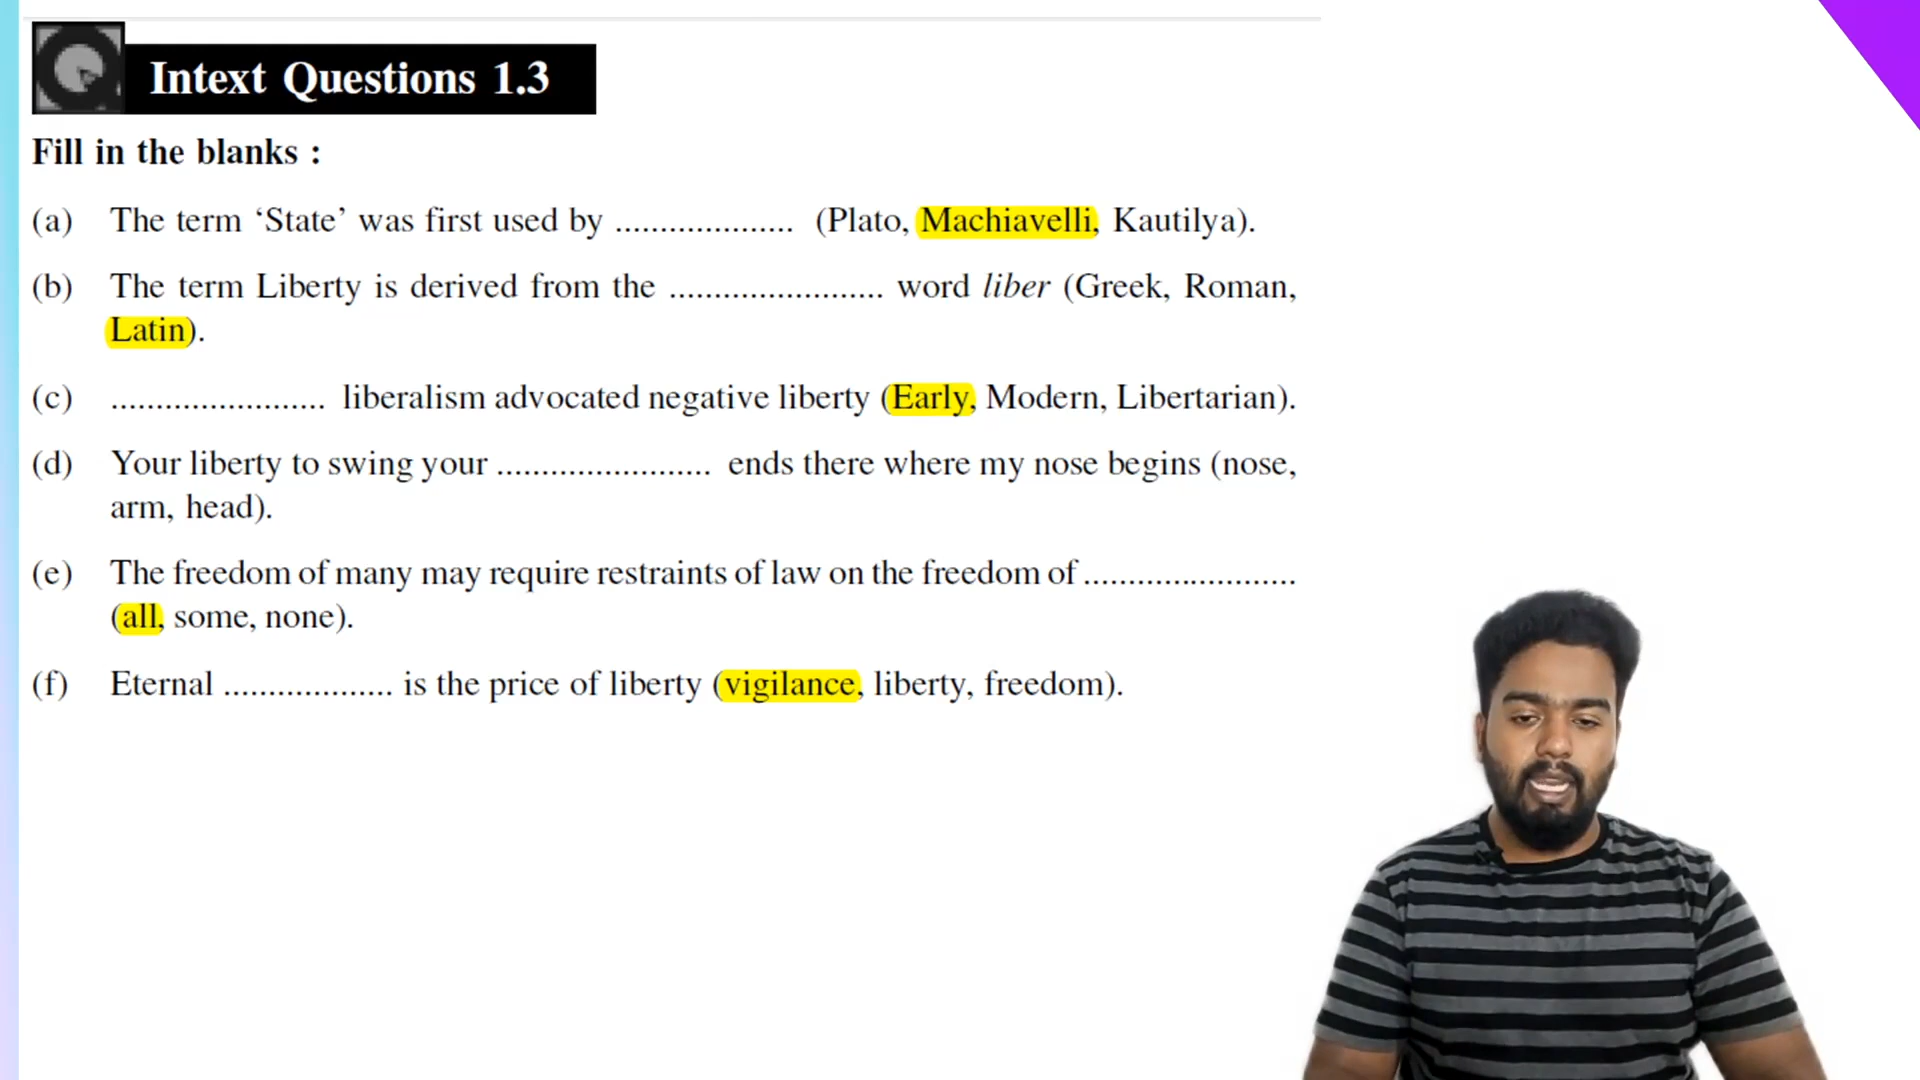 Intext Questions 1.3
Fill in the blanks :
(a) The term ‘State’ was first used by .................... (Plato, Machiavelli, Kautilya).
(b) The term Liberty is derived from the ........................ word liber (Greek, Roman,
Latin).
(c) ........................ liberalism advocated negative liberty (Early, Modern, Libertarian).
(d) Your liberty to swing your ........................ ends there where my nose begins (nose,
arm, head).
(e) The freedom of many may require restraints of law on the freedom of ........................
(all, some, none).
(f) Eternal ................... is the price of liberty (vigilance, liberty, freedom).